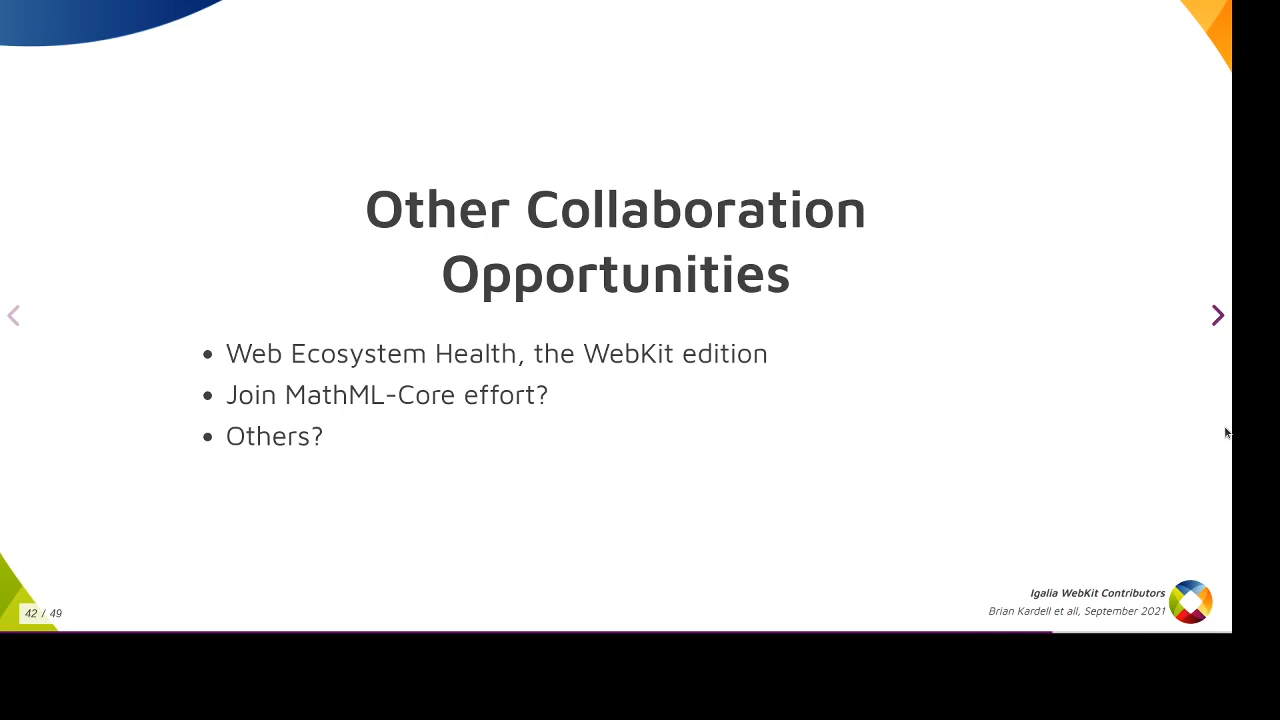 Other Collaboration
Opportunities
• Web Ecosystem Health, the WebKit edition
• Join MathML-Core effort?
• Others?
42 / 49
Igalia WebKit Contributors
Brian Kardell et all, September 2021